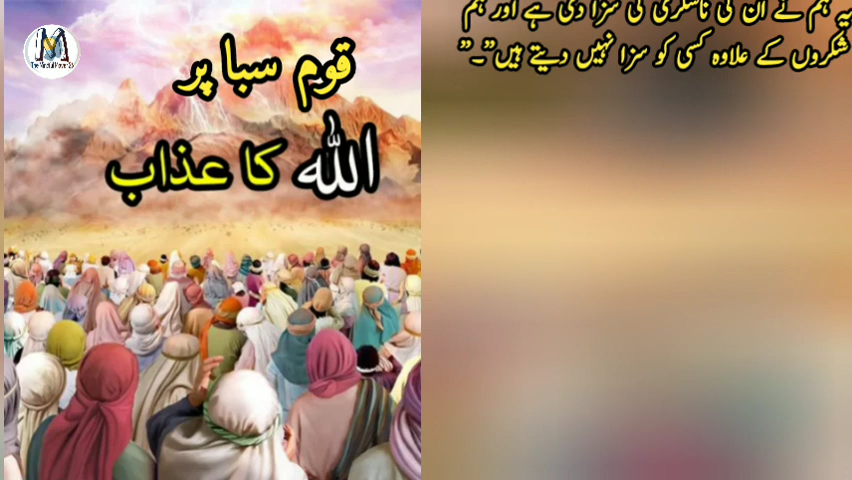 قوم سبا پر
اللہ کا عذاب
یہ ہم نے ان کی ناشکری کی سزا دی ہے اور ہم
شکروں کے علاوہ کسی کو سزا نہیں دیتے ہیں”۔”